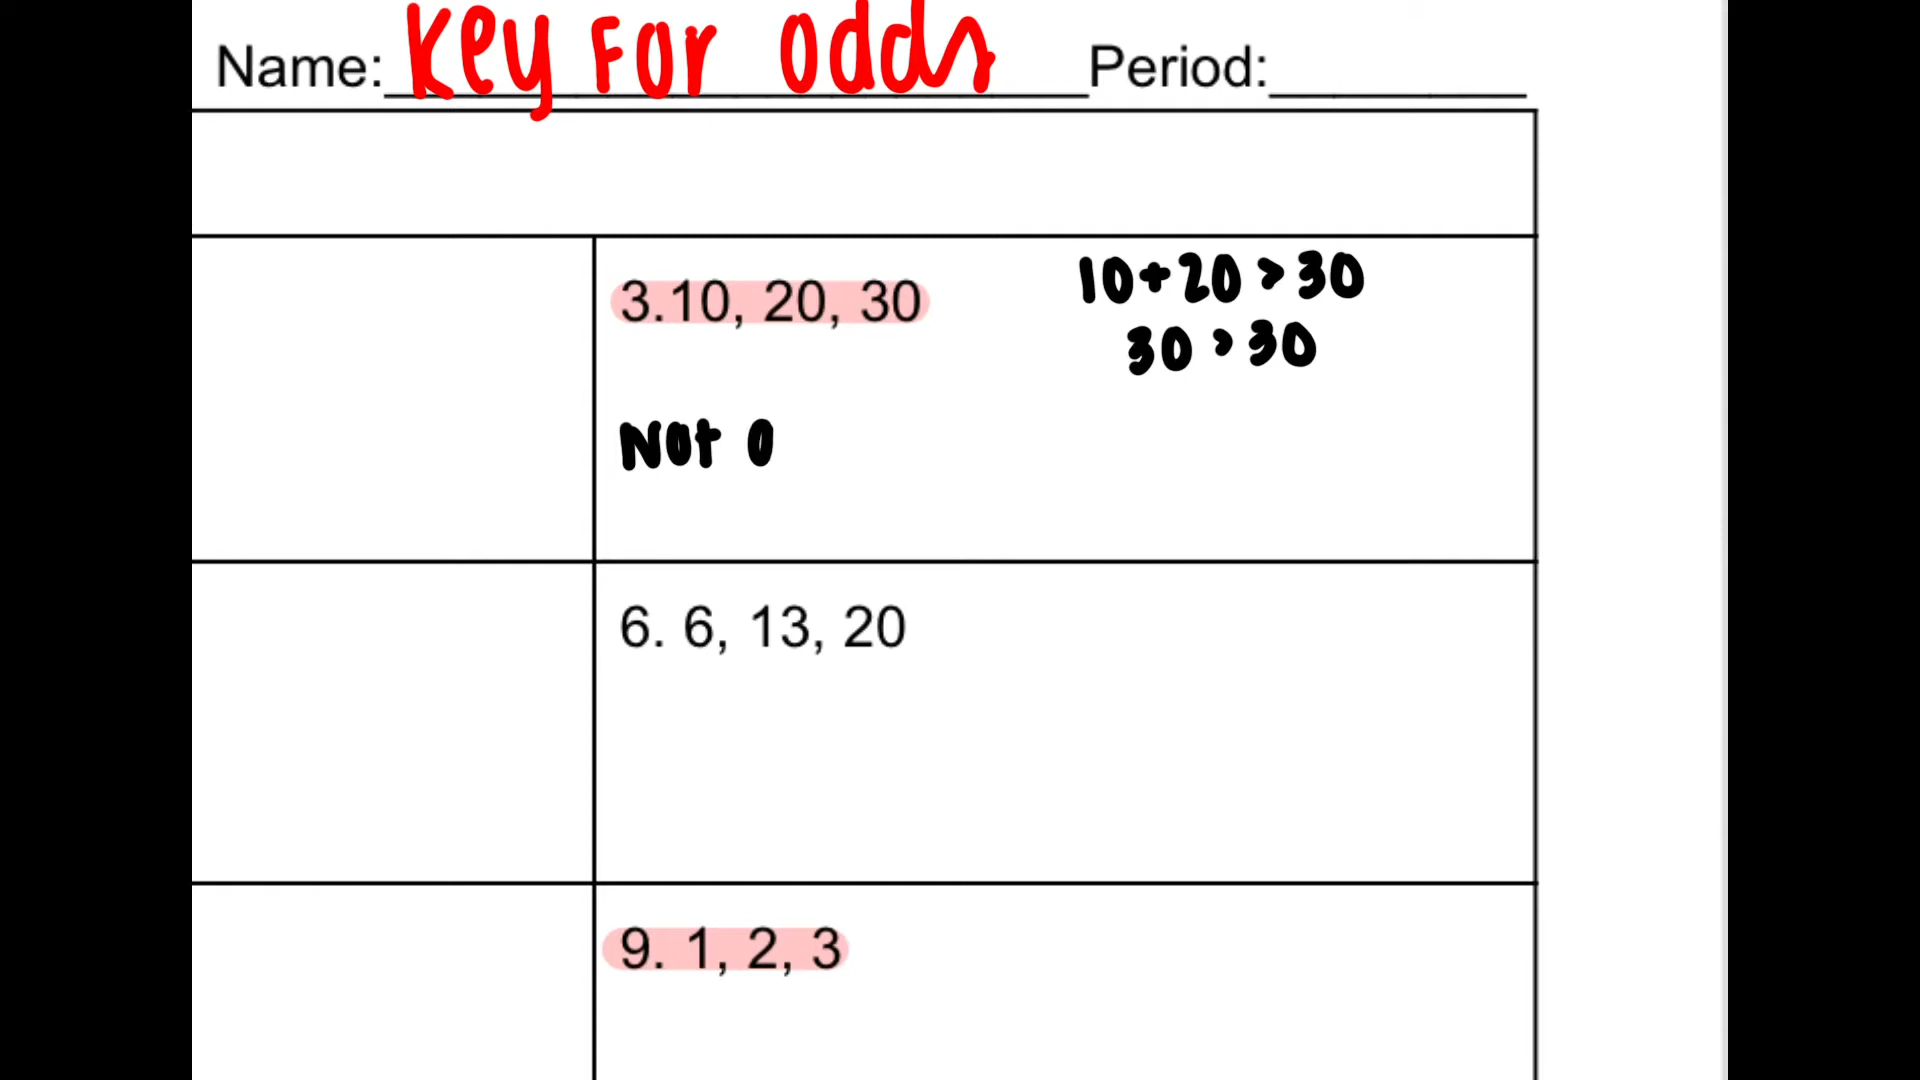 Name: Key For odds Period:
3.10, 20, 30
10+20 > 30
30 > 30
Not a
6. 6, 13, 20
9. 1, 2, 3